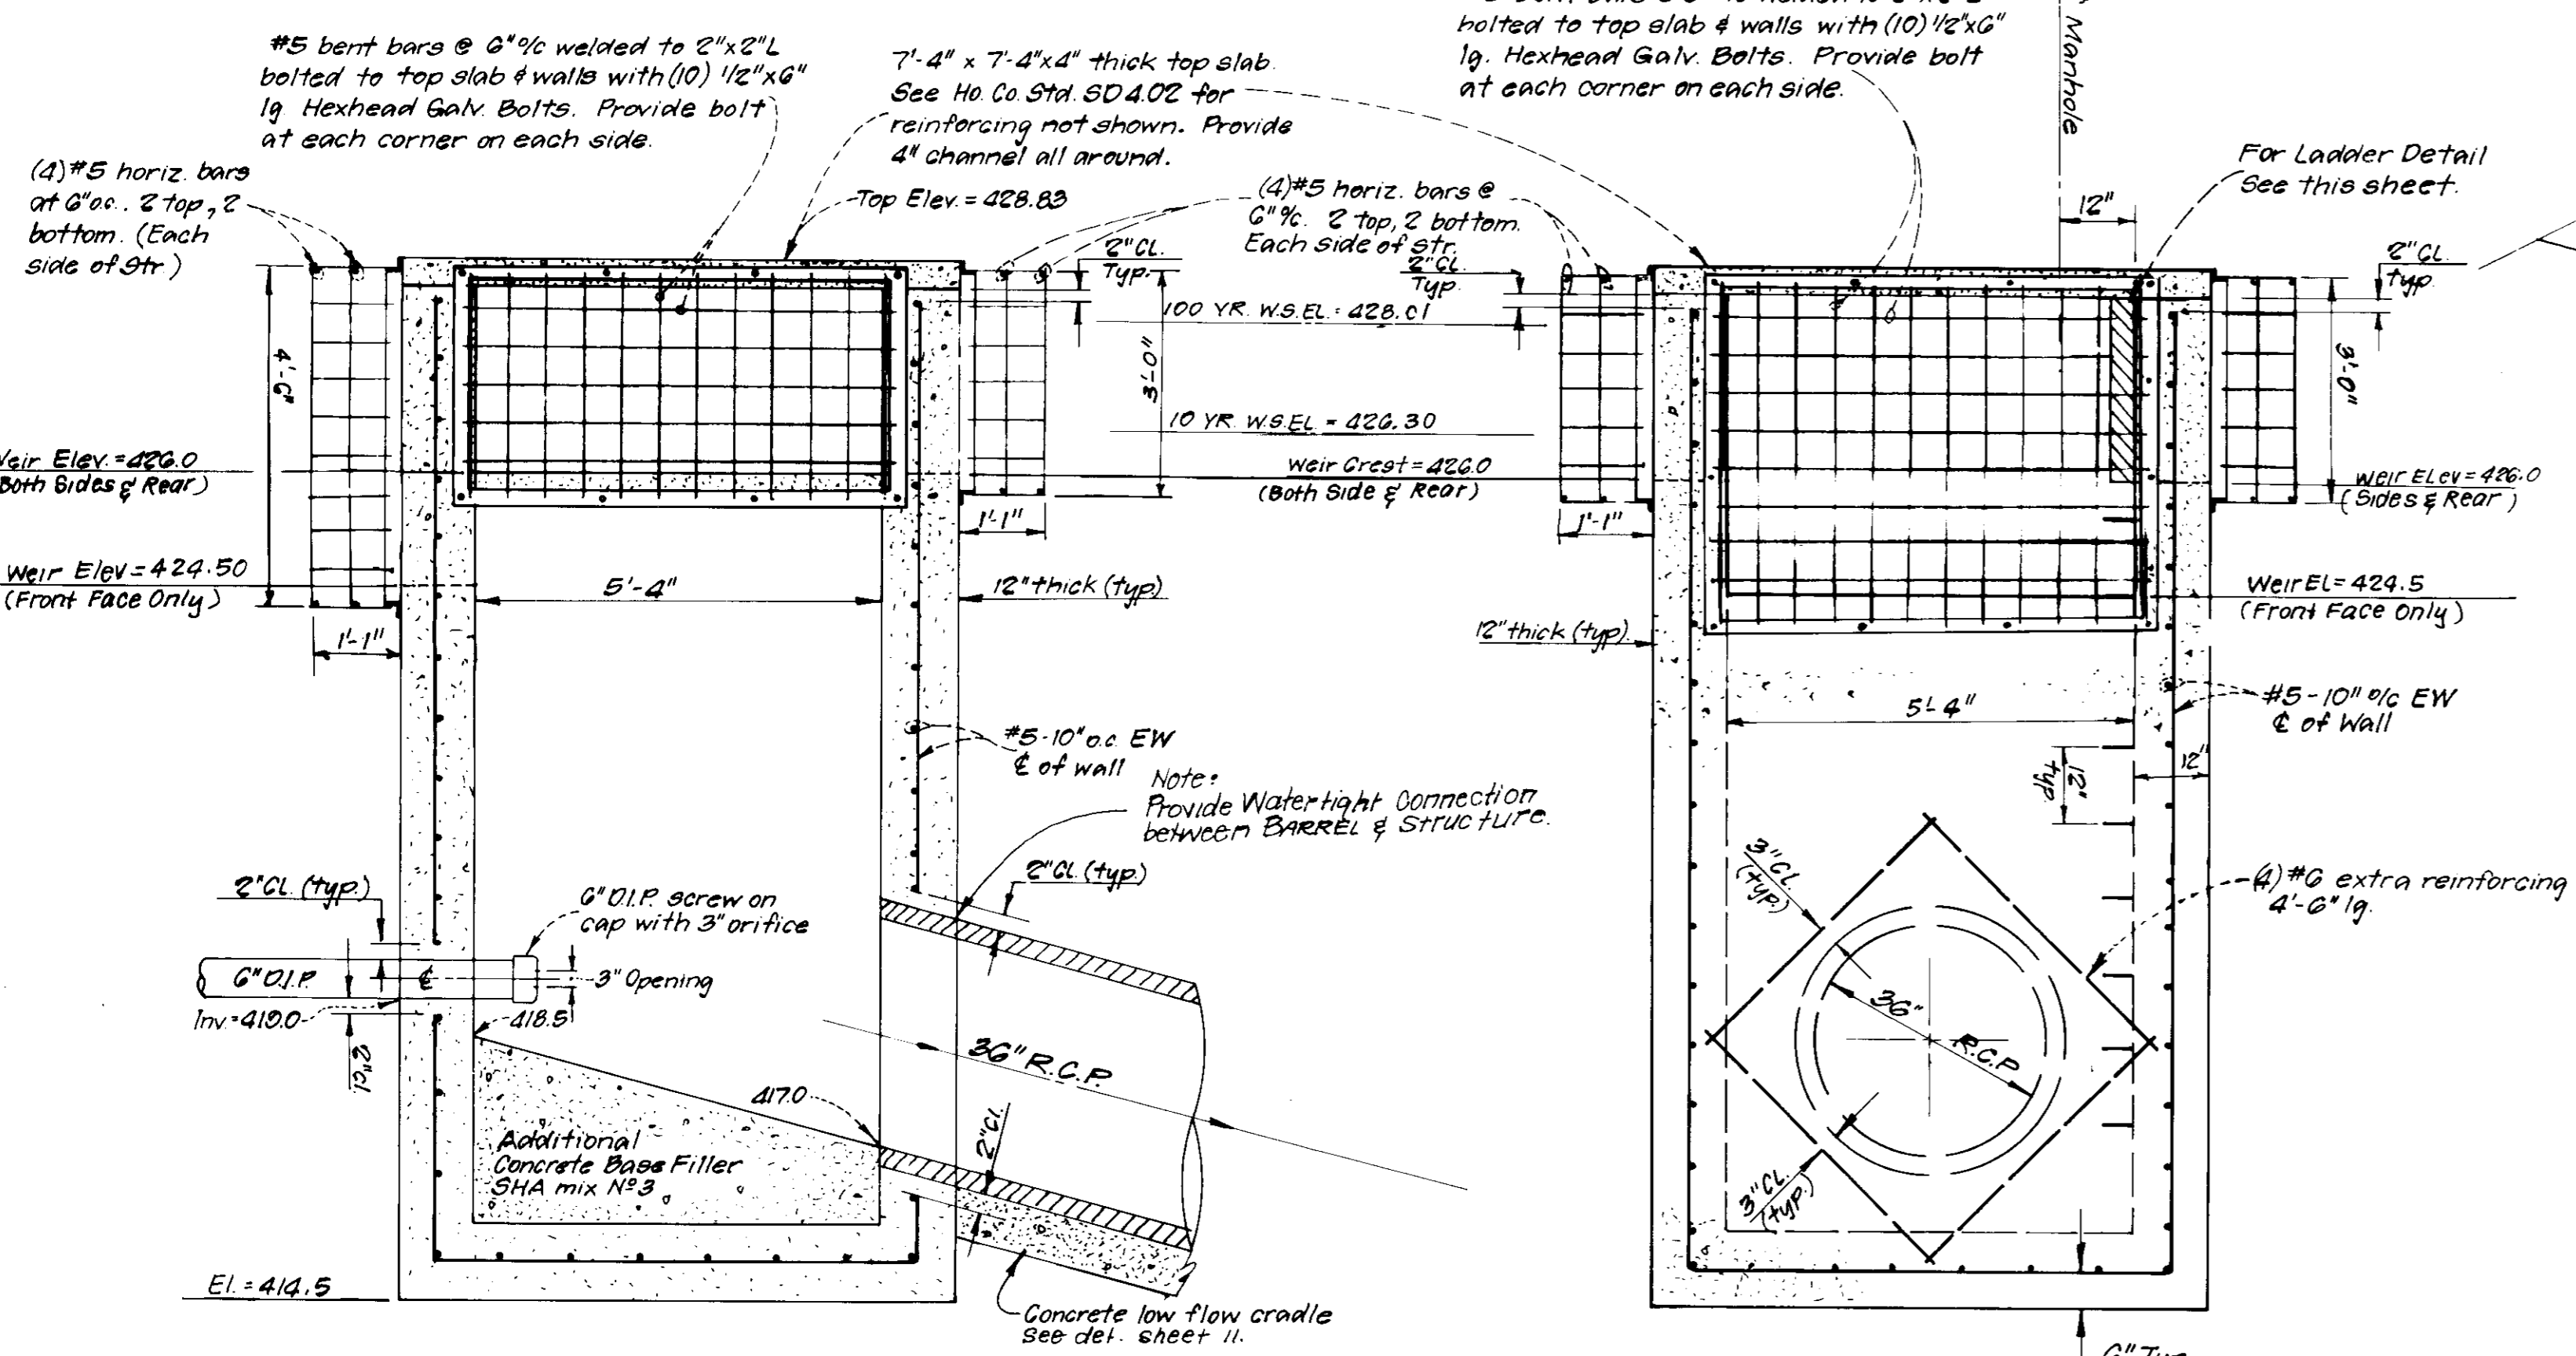 #5 bent bars @ 6" o/c welded to 2"x2"L
bolted to top slab & walls with (10) 1/2"x6"
lg. Hexhead Galv. Bolts. Provide bolt
at each corner on each side.
7'-4" x 7'-4"x4" thick top slab.
See Ho. Co. Std. SD 4.02 for
reinforcing not shown. Provide
4" channel all around.
bolted to top slab & walls with (10) 1/2"x6"
lg. Hexhead Galv. Bolts. Provide bolt
at each corner on each side.
Manhole
For Ladder Detail
See this sheet.
(4) #5 horiz. bars
at 6" o.c. 2 top, 2
bottom. (Each
side of Str.)
Top Elev. = 428.83
(4) #5 horiz. bars @
6" o/c. 2 top, 2 bottom.
Each side of str.
2" CL.
Typ.
2" CL.
Typ.
12"
2" CL.
typ.
100 YR. W.S.EL. = 428.01
4'-6"
3'-0"
3'-0"
10 YR. W.S.EL = 426.30
Weir Elev. = 426.0
(Both Sides & Rear)
Weir Crest = 426.0
(Both Side & Rear)
Weir ELev = 426.0
(Sides & Rear)
1'-1"
1'-1"
Weir Elev = 424.50
(Front Face Only)
5'-4"
12" thick (typ.)
Weir El = 424.5
(Front Face Only)
1'-1"
12" thick (typ).
#5-10" o.c. EW
₵ of wall
5'-4"
#5-10" o/c EW
₵ of Wall
Note:
Provide Watertight Connection
between BARREL & Structure.
12"
typ.
12"
2" CL. (typ.)
6" D.I.P. screw on
cap with 3" orifice
2" CL. (typ.)
3" CL.
(typ.)
(4) #6 extra reinforcing
4'-6" lg.
6" D.I.P.
₵
3" Opening
Inv. = 419.0
418.5
2" cl.
36" R.C.P.
36"
R.C.P
417.0
2" Cl.
Additional
Concrete Base Filler
SHA mix Nº 3
3" CL.
(typ.)
El. = 414.5
Concrete low flow cradle
See det. sheet 11.